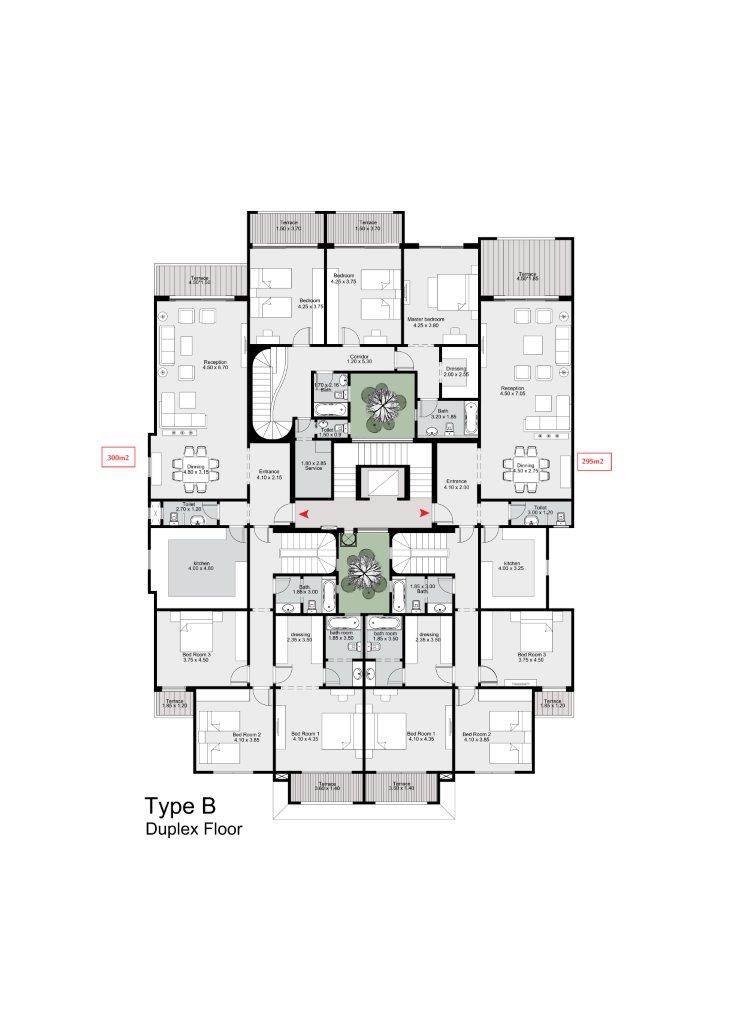 Terrace
1.50 x 3.70
Terrace
1.50 x 3.70
Terrace
4.50*1.50
Terrace
4.50*1.85
Bedroom
4.25 x 3.75
Bedroom
4.25 x 3.75
Master bedroom
4.25 x 3.80
Reception
4.50 x 6.70
Corridor
1.20 x 5.30
Dressing
2.00 x 2.55
Reception
4.50 x 7.05
1.70 x 2.16
Bath
Bath
3.20 x 1.85
Toilet
1.50 x 0.9
300m2
Dinning
4.50 x 3.15
Entrance
4.10 x 2.15
1.80 x 2.85
Service
Entrance
4.10 x 2.00
Dinning
4.50 x 2.75
295m2
Toilet
2.70 x 1.20
Toilet
3.00 x 1.20
kitchen
4.00 x 4.60
kitchen
4.00 x 3.25
Bath.
1.85 x 3.00
1.85 x 3.00
Bath.
dressing
2.35 x 3.50
bath room
1.85 x 3.50
bath room
1.85 x 3.50
dressing
2.35 x 3.50
Bed Room 3
3.75 x 4.50
Bed Room 3
3.75 x 4.50
Terrace
1.85 x 1.20
Terrace
1.85 x 1.20
Bed Room 2
4.10 x 3.85
Bed Room 1
4.10 x 4.35
Bed Room 1
4.10 x 4.35
Bed Room 2
4.10 x 3.85
Terrace
3.60 x 1.40
Terrace
3.50 x 1.40
Type B
Duplex Floor